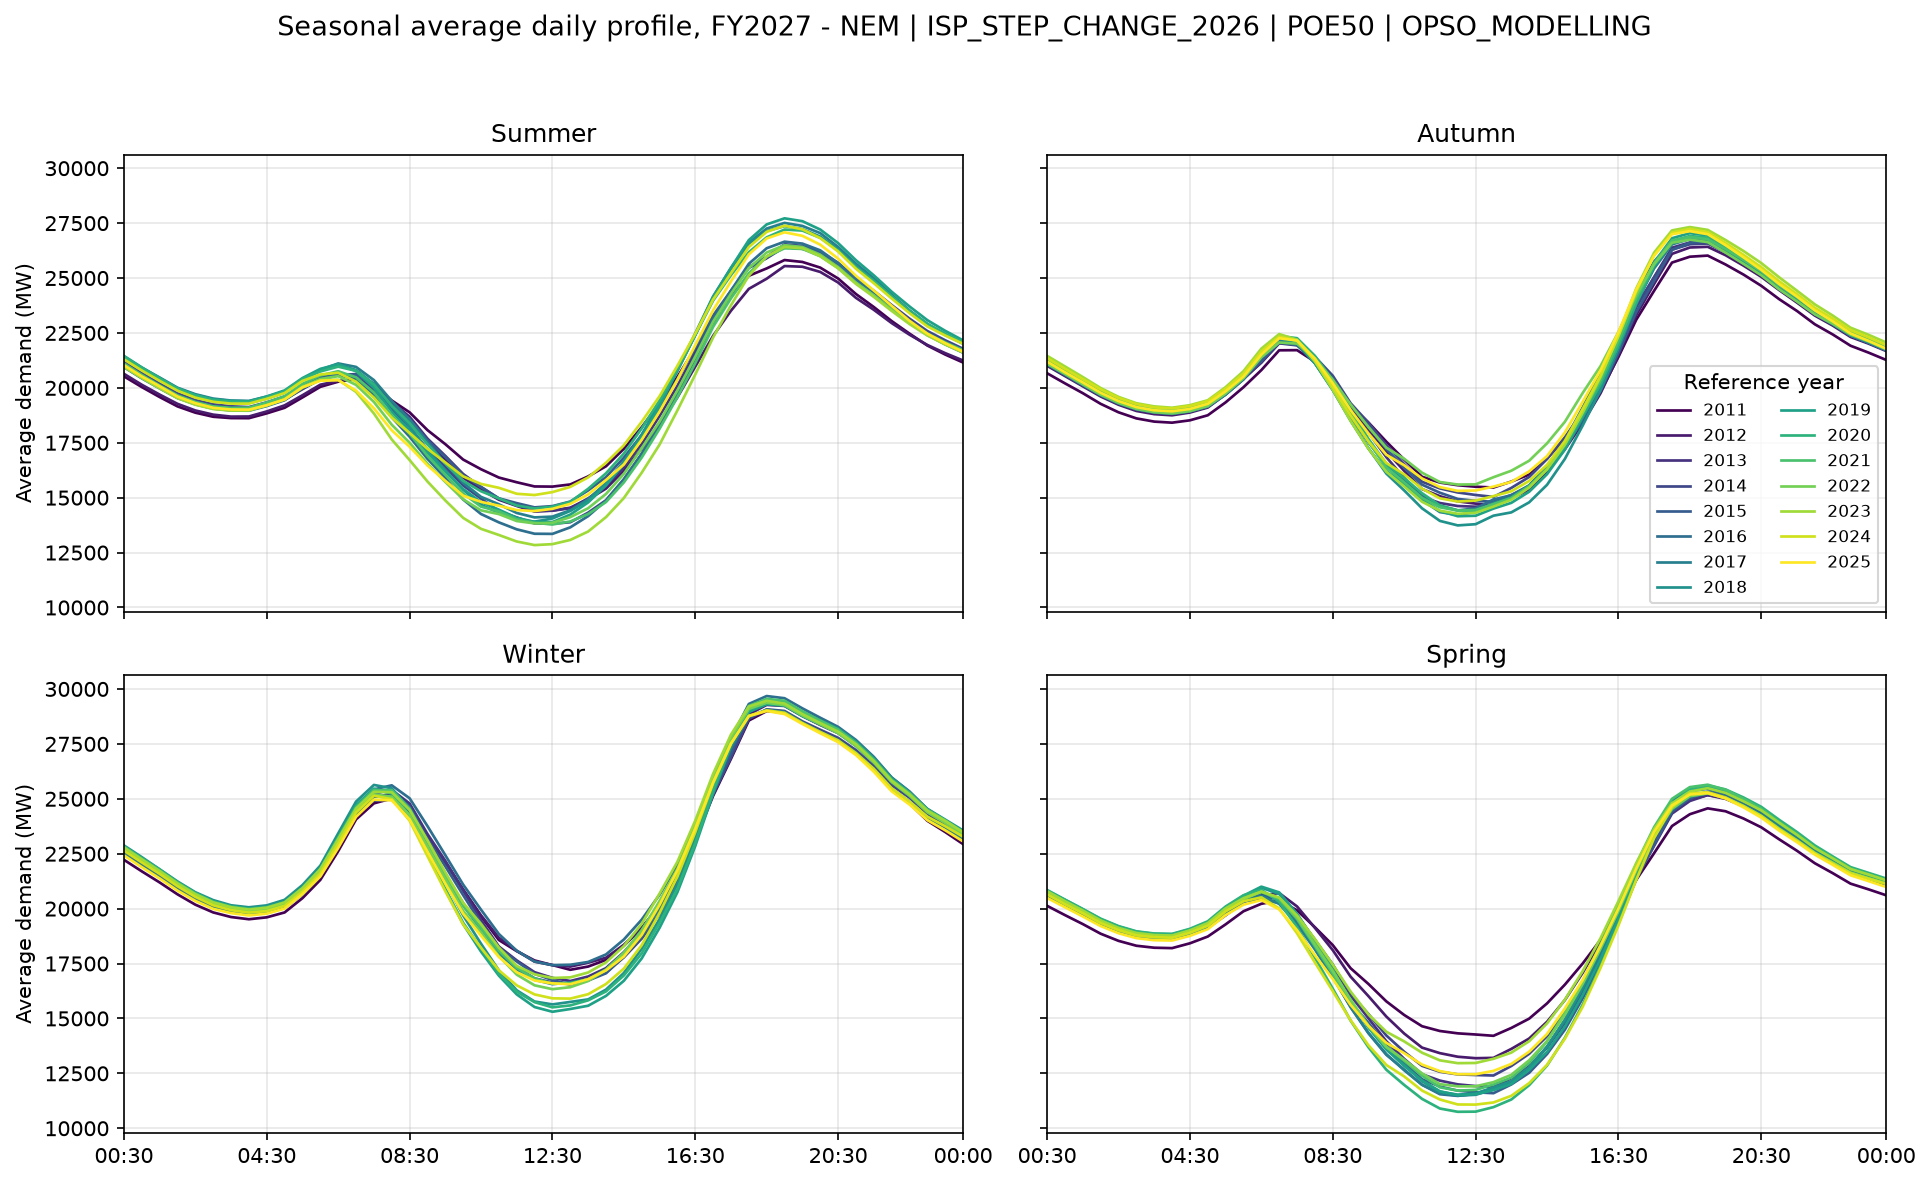 Seasonal average daily profile, FY2027 - NEM | ISP_STEP_CHANGE_2026 | POE50 | OPSO_MODELLING
Summer
Average demand (MW)
30000
27500
25000
22500
20000
17500
15000
12500
10000
Autumn
Reference year
2011 2019
2012 2020
2013 2021
2014 2022
2015 2023
2016 2024
2017 2025
2018
Winter
Average demand (MW)
30000
27500
25000
22500
20000
17500
15000
12500
10000
00:30 04:30 08:30 12:30 16:30 20:30 00:00
Spring
00:30 04:30 08:30 12:30 16:30 20:30 00:00